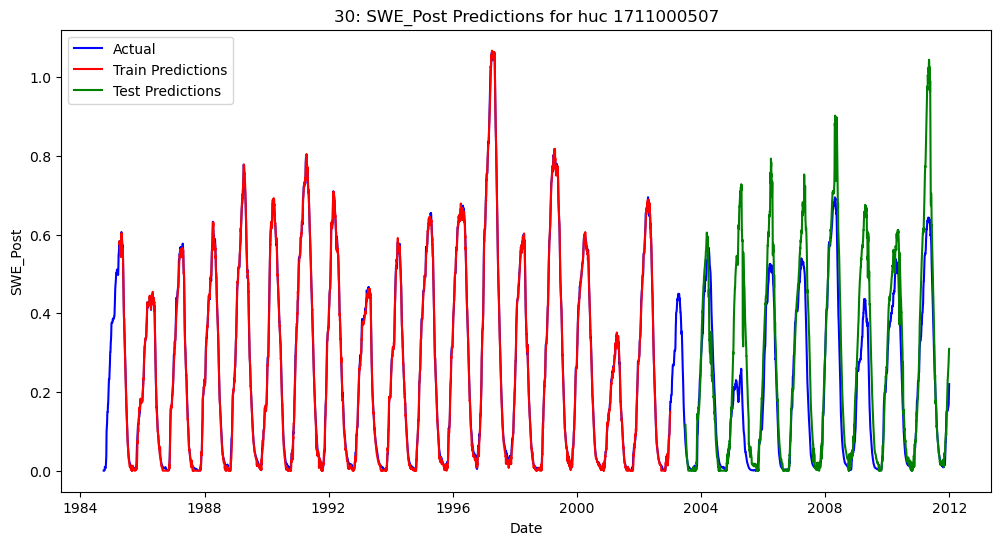 30: SWE_Post Predictions for huc 1711000507
Actual
Train Predictions
Test Predictions
SWE_Post
1.0
0.8
0.6
0.4
0.2
0.0
1984 1988 1992 1996 2000 2004 2008 2012
Date